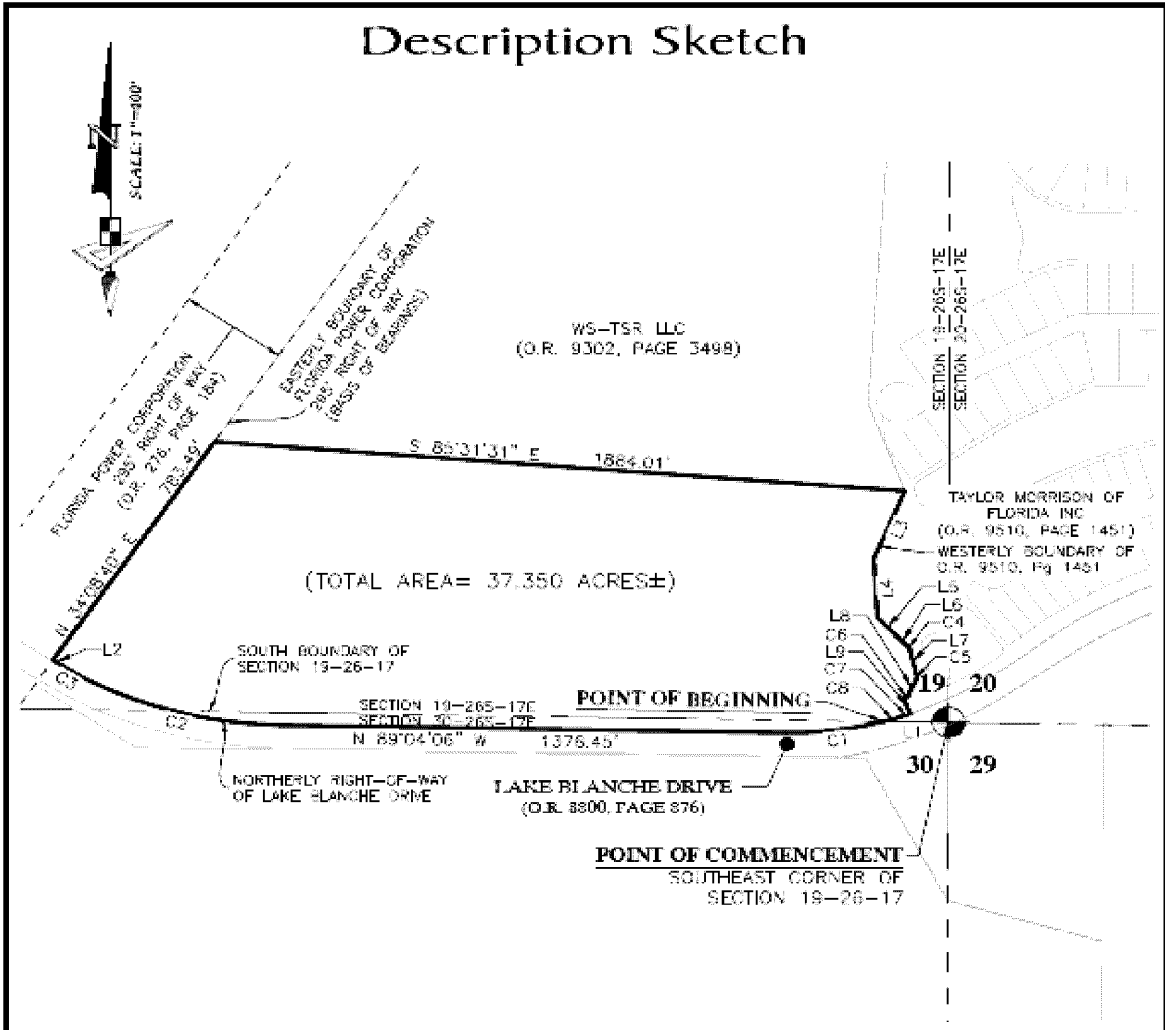 Description Sketch
N
SCALE: 1"=400'
FLORIDA POWER CORPORATION
295' RIGHT OF WAY
(O.R. 276, PAGE 184)
EASTERLY BOUNDARY OF
FLORIDA POWER CORPORATION
295' RIGHT OF WAY
(BASIS OF BEARINGS)
WS-TSR LLC
(O.R. 9302, PAGE 3498)
SECTION 19-26S-17E
SECTION 20-26S-17E
S 85°31'31" E 1884.01'
N 34°08'40" E 783.49'
TAYLOR MORRISON OF
FLORIDA INC
(O.R. 9510, PAGE 1451)
WESTERLY BOUNDARY OF
O.R. 9510, Pg 1451
(TOTAL AREA= 37.350 ACRES±)
L4
L5
L6
C4
L7
C5
L8
C6
L9
C7
C8
L2
C3
C2
SOUTH BOUNDARY OF
SECTION 19-26-17
POINT OF BEGINNING
19 20
SECTION 19-26S-17E
SECTION 30-26S-17E
N 89°04'06" W 1376.45'
C1
L1
30 29
NORTHERLY RIGHT-OF-WAY
OF LAKE BLANCHE DRIVE
LAKE BLANCHE DRIVE
(O.R. 8800, PAGE 876)
POINT OF COMMENCEMENT
SOUTHEAST CORNER OF
SECTION 19-26-17